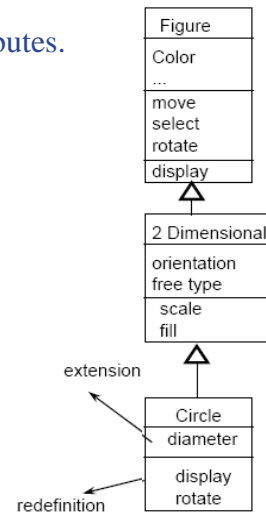 Figure
butes.
Color
...
move
select
rotate
display
2 Dimensional
orientation
free type
scale
fill
extension
Circle
diameter
display
redefinition
rotate